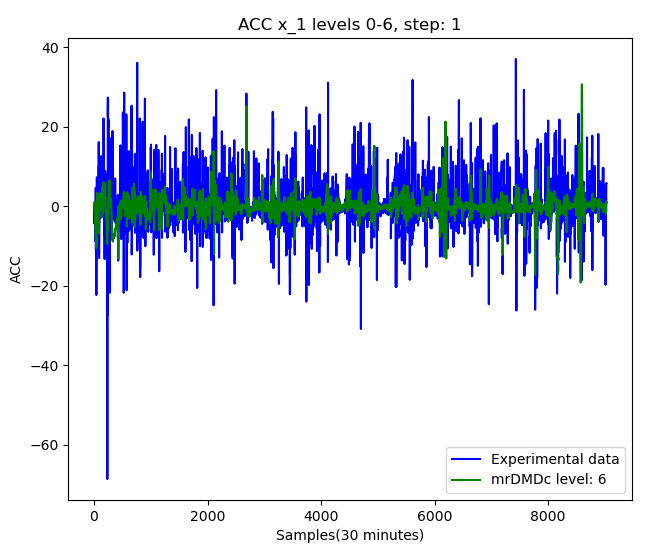 ACC x_1 levels 0-6, step: 1
40
20
0
−20
−40
−60
ACC
0 2000 4000 6000 8000
Samples(30 minutes)
Experimental data
mrDMDc level: 6